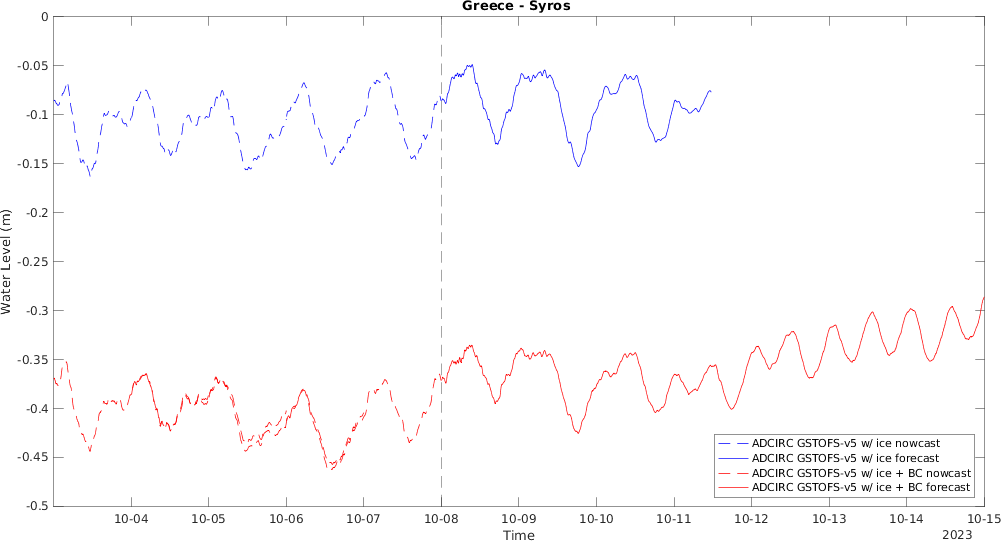 Greece - Syros
0
-0.05
-0.1
-0.15
-0.2
-0.25
-0.3
-0.35
-0.4
-0.45
-0.5
Water Level (m)
ADCIRC GSTOFS-v5 w/ ice nowcast
ADCIRC GSTOFS-v5 w/ ice forecast
ADCIRC GSTOFS-v5 w/ ice + BC nowcast
ADCIRC GSTOFS-v5 w/ ice + BC forecast
10-04 10-05 10-06 10-07 10-08 10-09 10-10 10-11 10-12 10-13 10-14 10-15
Time
2023